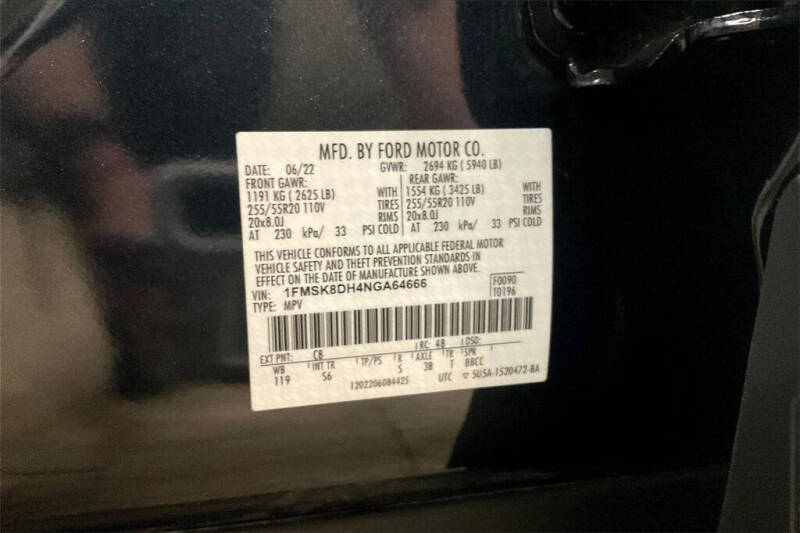 MFD. BY FORD MOTOR CO.
DATE: 06/22 GVWR: 2694 KG ( 5940 LB)
FRONT GAWR: REAR GAWR:
1191 KG ( 2625 LB) WITH 1554 KG ( 3425 LB) WITH
255/55R20 110V TIRES 255/55R20 110V TIRES
20x8.0J RIMS 20x8.0J RIMS
AT 230 kPa/ 33 PSI COLD AT 230 kPa/ 33 PSI COLD
THIS VEHICLE CONFORMS TO ALL APPLICABLE FEDERAL MOTOR
VEHICLE SAFETY AND THEFT PREVENTION STANDARDS IN
EFFECT ON THE DATE OF MANUFACTURE SHOWN ABOVE.
VIN: 1FMSK8DH4NGA64666 F0090
TYPE: MPV T0196
EXT PNT: C8 RC: 48 DSO:
WB INT TR TP/PS R AXLE TR SPR
119 S6 S 3B T BBCC
1202206084425 UTC ▽ 5U5A-1520472-BA